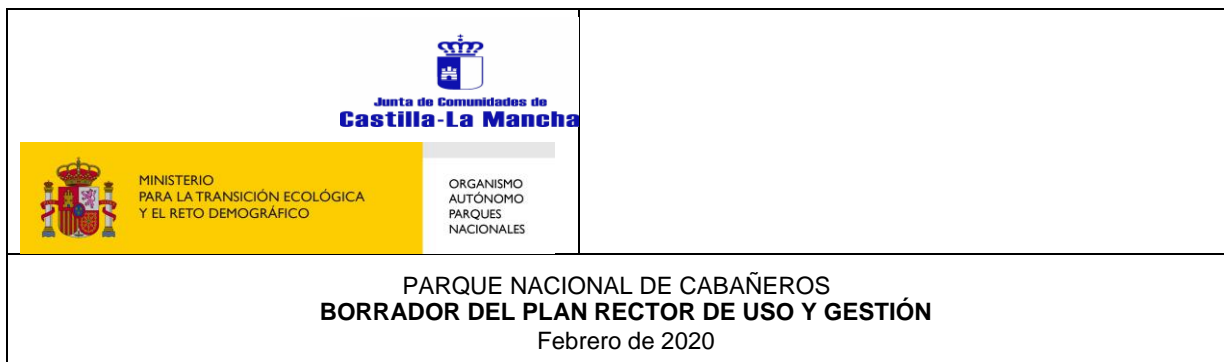 Junta de Comunidades de
Castilla-La Mancha
MINISTERIO
PARA LA TRANSICIÓN ECOLÓGICA
Y EL RETO DEMOGRÁFICO
ORGANISMO
AUTÓNOMO
PARQUES
NACIONALES
PARQUE NACIONAL DE CABAÑEROS
BORRADOR DEL PLAN RECTOR DE USO Y GESTIÓN
Febrero de 2020